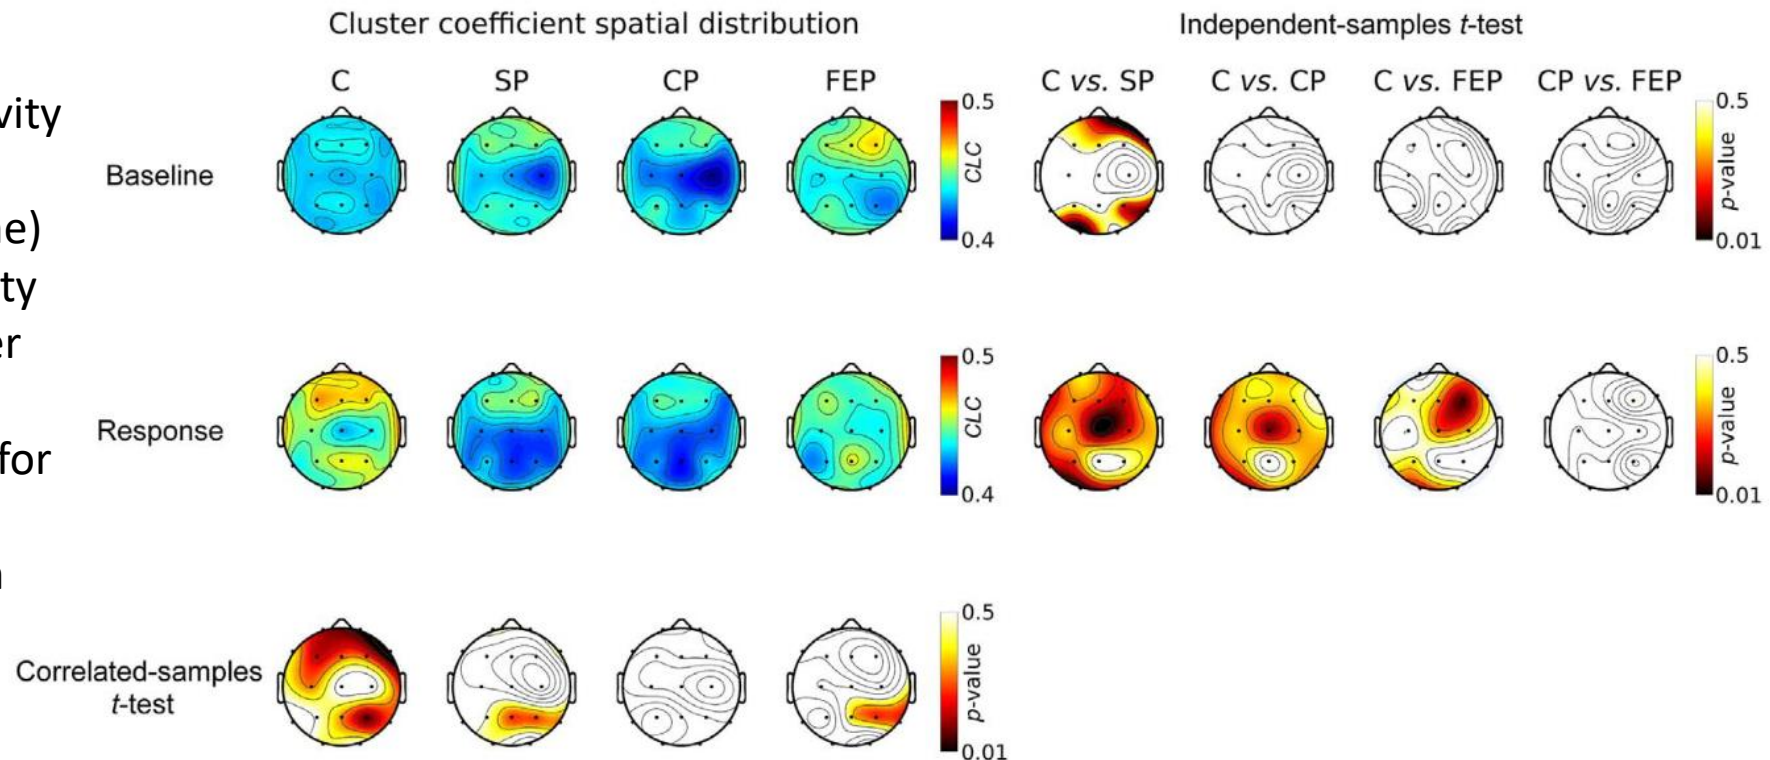 Cluster coefficient spatial distribution
Independent-samples t-test
C SP CP FEP
C vs. SP C vs. CP C vs. FEP CP vs. FEP
Baseline
0.5
CLC
0.4
0.5
p-value
0.01
Response
0.5
CLC
0.4
0.5
p-value
0.01
Correlated-samples
t-test
0.5
p-value
0.01
vity
ne)
ty
er
for